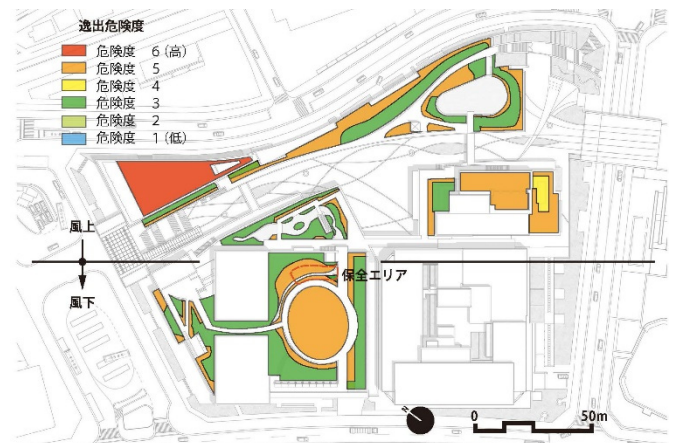 逸出危険度
危険度 6（高）
危険度 5
危険度 4
危険度 3
危険度 2
危険度 1（低）
風上
風下
保全エリア
N
0 50m